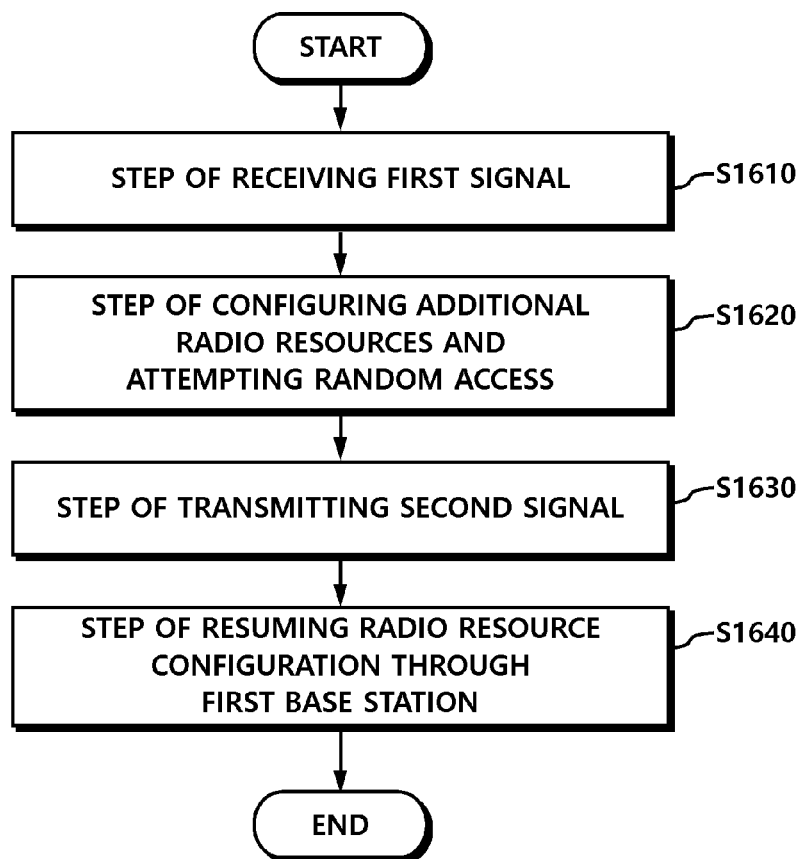 START
STEP OF RECEIVING FIRST SIGNAL
S1610
STEP OF CONFIGURING ADDITIONAL
RADIO RESOURCES AND
ATTEMPTING RANDOM ACCESS
S1620
STEP OF TRANSMITTING SECOND SIGNAL
S1630
STEP OF RESUMING RADIO RESOURCE
CONFIGURATION THROUGH
FIRST BASE STATION
S1640
END